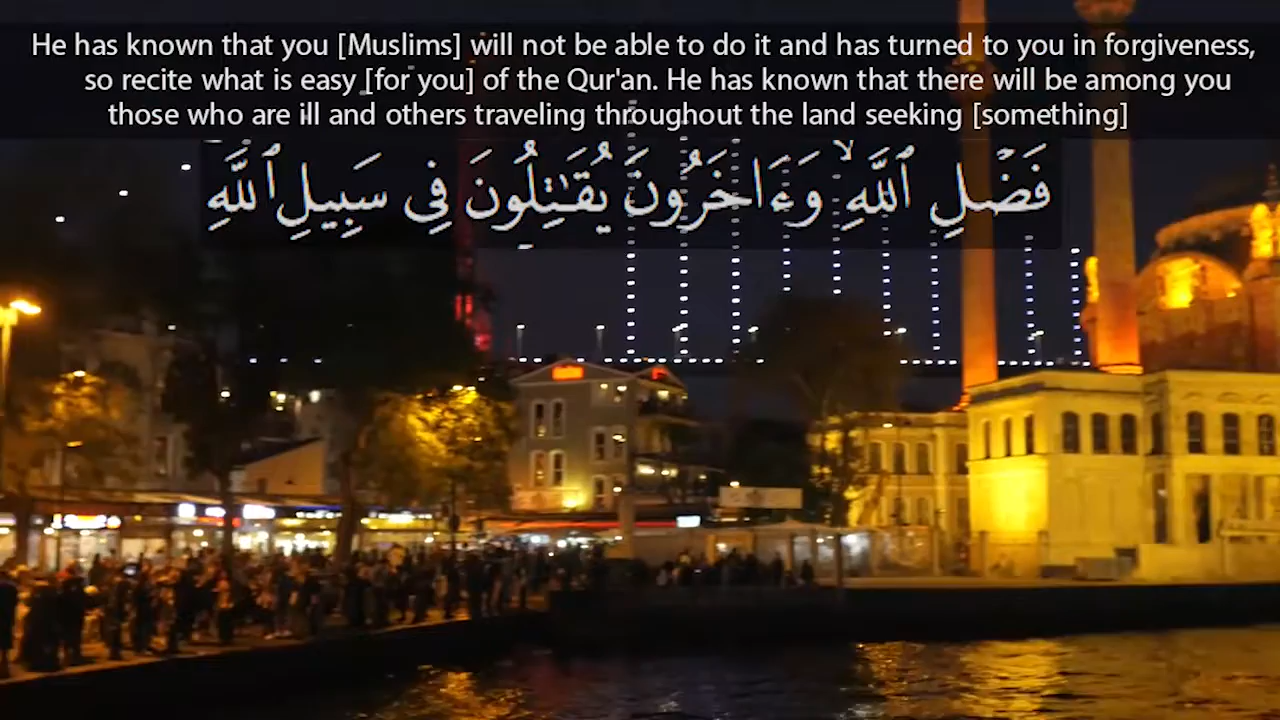 He has known that you [Muslims] will not be able to do it and has turned to you in forgiveness,
so recite what is easy [for you] of the Qur'an. He has known that there will be among you
those who are ill and others traveling throughout the land seeking [something]
فَضْلِ ٱللَّهِ ۙ وَءَاخَرُونَ يُقَـٰتِلُونَ فِى سَبِيلِ ٱللَّهِ